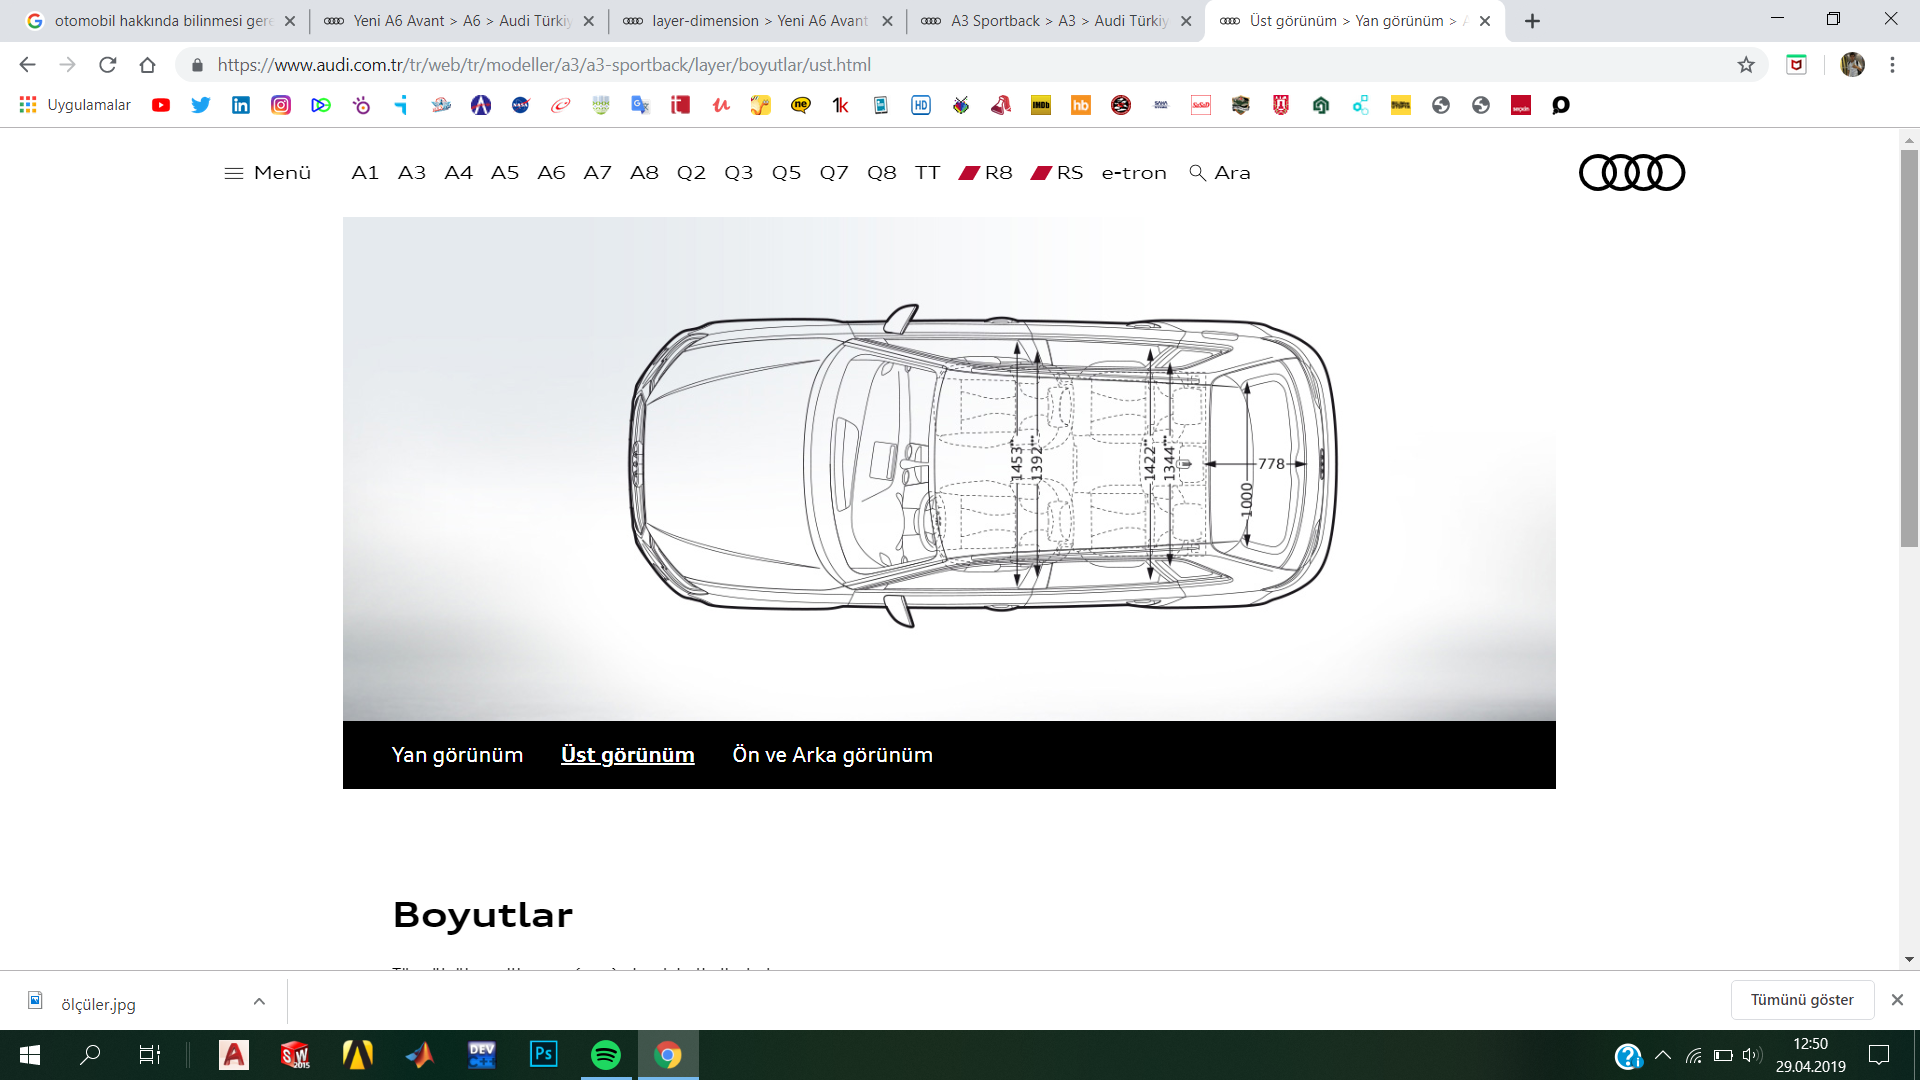 otomobil hakkında bilinmesi gere
Yeni A6 Avant > A6 > Audi Türkiy
layer-dimension > Yeni A6 Avant
A3 Sportback > A3 > Audi Türkiy
Üst görünüm > Yan görünüm > A
https://www.audi.com.tr/tr/web/tr/modeller/a3/a3-sportback/layer/boyutlar/ust.html
Uygulamalar
Menü A1 A3 A4 A5 A6 A7 A8 Q2 Q3 Q5 Q7 Q8 TT R8 RS e-tron Ara
1453**
1392**
1422**
1344**
778
1000
Yan görünüm Üst görünüm Ön ve Arka görünüm
Boyutlar
ölçüler.jpg
Tümünü göster
12:50
29.04.2019